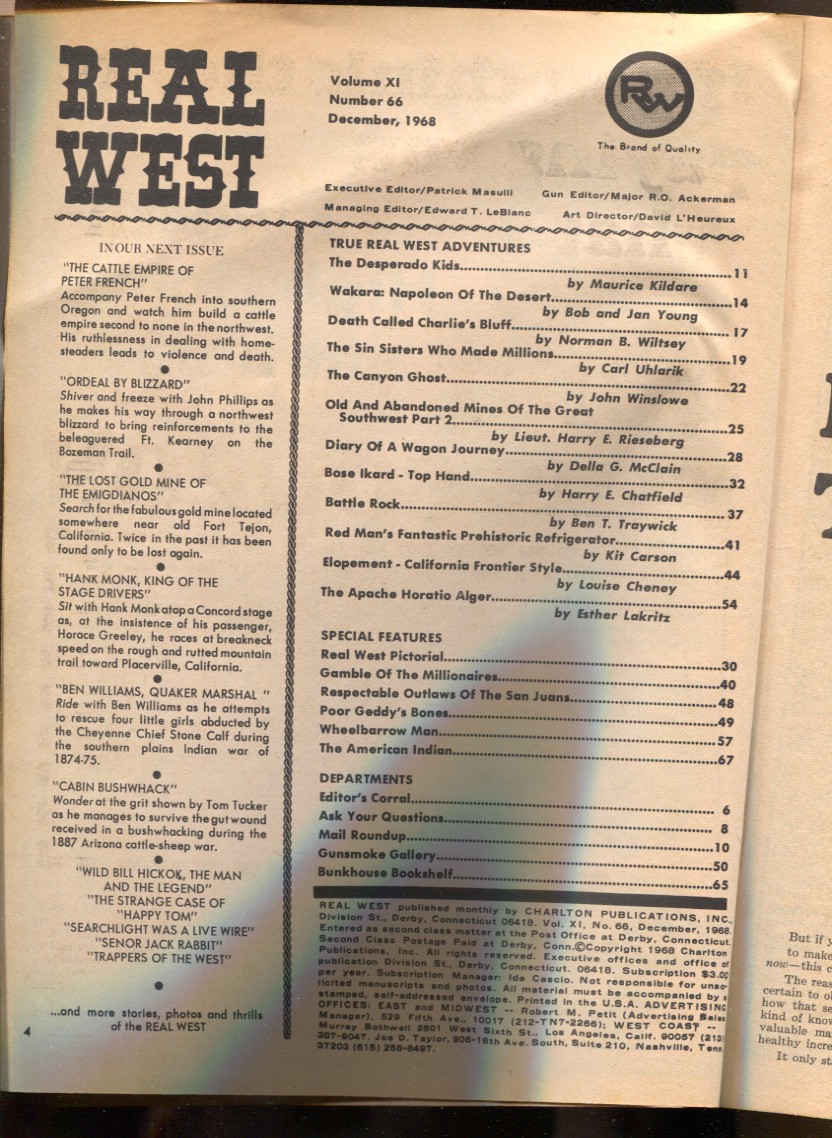 REAL
WEST
Volume XI
Number 66
December, 1968
RW
The Brand of Quality
Executive Editor/Patrick Masulli
Gun Editor/Major R.O. Ackerman
Managing Editor/Edward T. LeBlanc
Art Director/David L'Heureux
IN OUR NEXT ISSUE
"THE CATTLE EMPIRE OF
PETER FRENCH"
Accompany Peter French into southern
Oregon and watch him build a cattle
empire second to none in the northwest.
His ruthlessness in dealing with home-
steaders leads to violence and death.
"ORDEAL BY BLIZZARD"
Shiver and freeze with John Phillips as
he makes his way through a northwest
blizzard to bring reinforcements to the
beleaguered Ft. Kearney on the
Bozeman Trail.
"THE LOST GOLD MINE OF
THE EMIGDIANOS"
Search for the fabulous gold mine located
somewhere near old Fort Tejon,
California. Twice in the past it has been
found only to be lost again.
"HANK MONK, KING OF THE
STAGE DRIVERS"
Sit with Hank Monk atop a Concord stage
as, at the insistence of his passenger,
Horace Greeley, he races at breakneck
speed on the rough and rutted mountain
trail toward Placerville, California.
"BEN WILLIAMS, QUAKER MARSHAL "
Ride with Ben Williams as he attempts
to rescue four little girls abducted by
the Cheyenne Chief Stone Calf during
the southern plains Indian war of
1874-75.
"CABIN BUSHWHACK"
Wonder at the grit shown by Tom Tucker
as he manages to survive the gut wound
received in a bushwhacking during the
1887 Arizona cattle-sheep war.
"WILD BILL HICKOK, THE MAN
AND THE LEGEND"
"THE STRANGE CASE OF
"HAPPY TOM"
"SEARCHLIGHT WAS A LIVE WIRE"
"SENOR JACK RABBIT"
"TRAPPERS OF THE WEST"
...and more stories, photos and thrills
of the REAL WEST
4
TRUE REAL WEST ADVENTURES
The Desperado Kids...11
by Maurice Kildare
Wakara: Napoleon Of The Desert...14
by Bob and Jan Young
Death Called Charlie's Bluff...17
by Norman B. Wiltsey
The Sin Sisters Who Made Millions...19
by Carl Uhlarik
The Canyon Ghost...22
by John Winslowe
Old And Abandoned Mines Of The Great
Southwest Part 2...25
by Lieut. Harry E. Rieseberg
Diary Of A Wagon Journey...28
by Della G. McClain
Bose Ikard - Top Hand...32
by Harry E. Chatfield
Battle Rock...37
by Ben T. Traywick
Red Man's Fantastic Prehistoric Refrigerator...41
by Kit Carson
Elopement - California Frontier Style...44
by Louise Cheney
The Apache Horatio Alger...54
by Esther Lakritz
SPECIAL FEATURES
Real West Pictorial...30
Gamble Of The Millionaires...40
Respectable Outlaws Of The San Juans...48
Poor Geddy's Bones...49
Wheelbarrow Man...57
The American Indian...67
DEPARTMENTS
Editor's Corral...6
Ask Your Questions...8
Mail Roundup...10
Gunsmoke Gallery...50
Bunkhouse Bookshelf...65
REAL WEST published monthly by CHARLTON PUBLICATIONS, INC.
Division St., Derby, Connecticut 06418. Vol. XI, No. 66, December, 1968.
Entered as second class matter at the Post Office at Derby, Connecticut.
Second Class Postage Paid at Derby, Conn.©Copyright 1968 Charlton
Publications, Inc. All rights reserved. Executive offices and office of
publication Division St., Derby, Connecticut. 06418. Subscription $3.00
per year. Subscription Manager: Ida Cascio. Not responsible for unso-
licited manuscripts and photos. All material must be accompanied by
stamped, self-addressed envelope. Printed in the U.S.A. ADVERTISING
OFFICES: EAST and MIDWEST -- Robert M. Petit (Advertising Sales
Manager), 529 Fifth Ave., 10017 (212-TN7-2266); WEST COAST --
Murray Bothwell 2801 West Sixth St., Los Angeles, Calif. 90057 (213)
387-9047. Joe D. Taylor, 906-16th Ave. South, Suite 210, Nashville, Tenn.
37203 (615) 256-8497.
But if y
to make
now—this c
The reas
certain to ol
how that se
kind of know
valuable ma
healthy incre
It only st